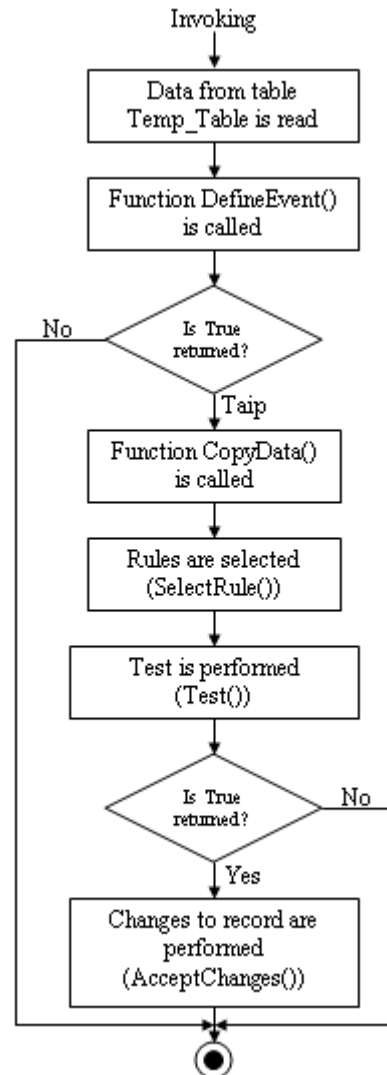 Invoking
Data from table
Temp_Table is read
Function DefineEvent()
is called
No
Is True
returned?
Taip
Function CopyData()
is called
Rules are selected
(SelectRule())
Test is performed
(Test())
Is True
returned?
No
Yes
Changes to record are
performed
(AcceptChanges())